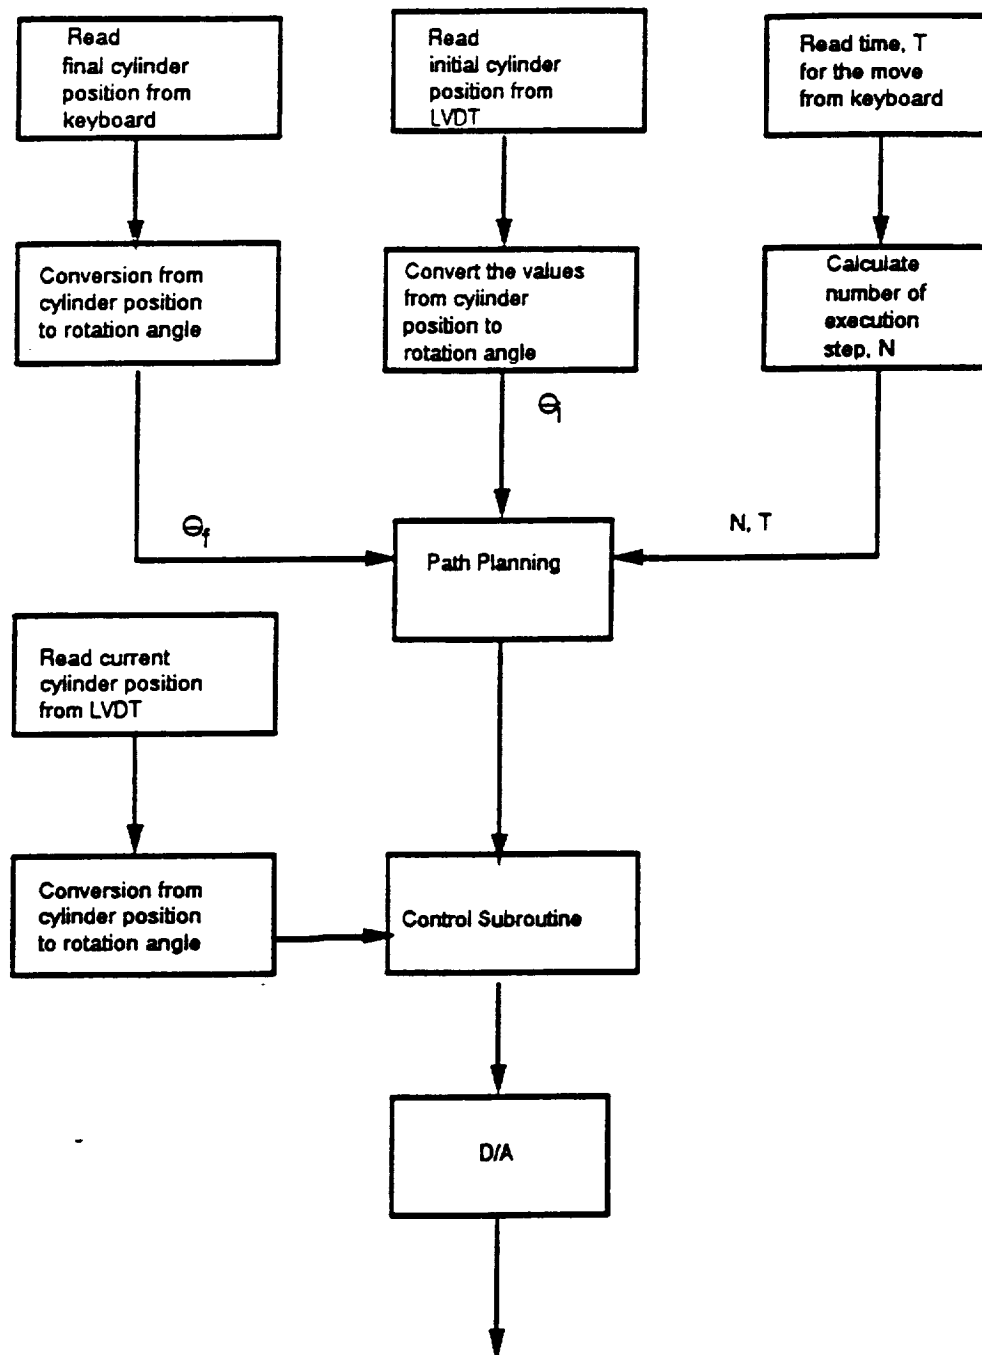 Read
final cylinder
position from
keyboard
Read
initial cylinder
position from
LVDT
Read time, T
for the move
from keyboard
Conversion from
cylinder position
to rotation angle
Convert the values
from cylinder
position to
rotation angle
Calculate
number of
execution
step, N
Θi
Θf
N, T
Path Planning
Read current
cylinder position
from LVDT
Conversion from
cylinder position
to rotation angle
Control Subroutine
D/A